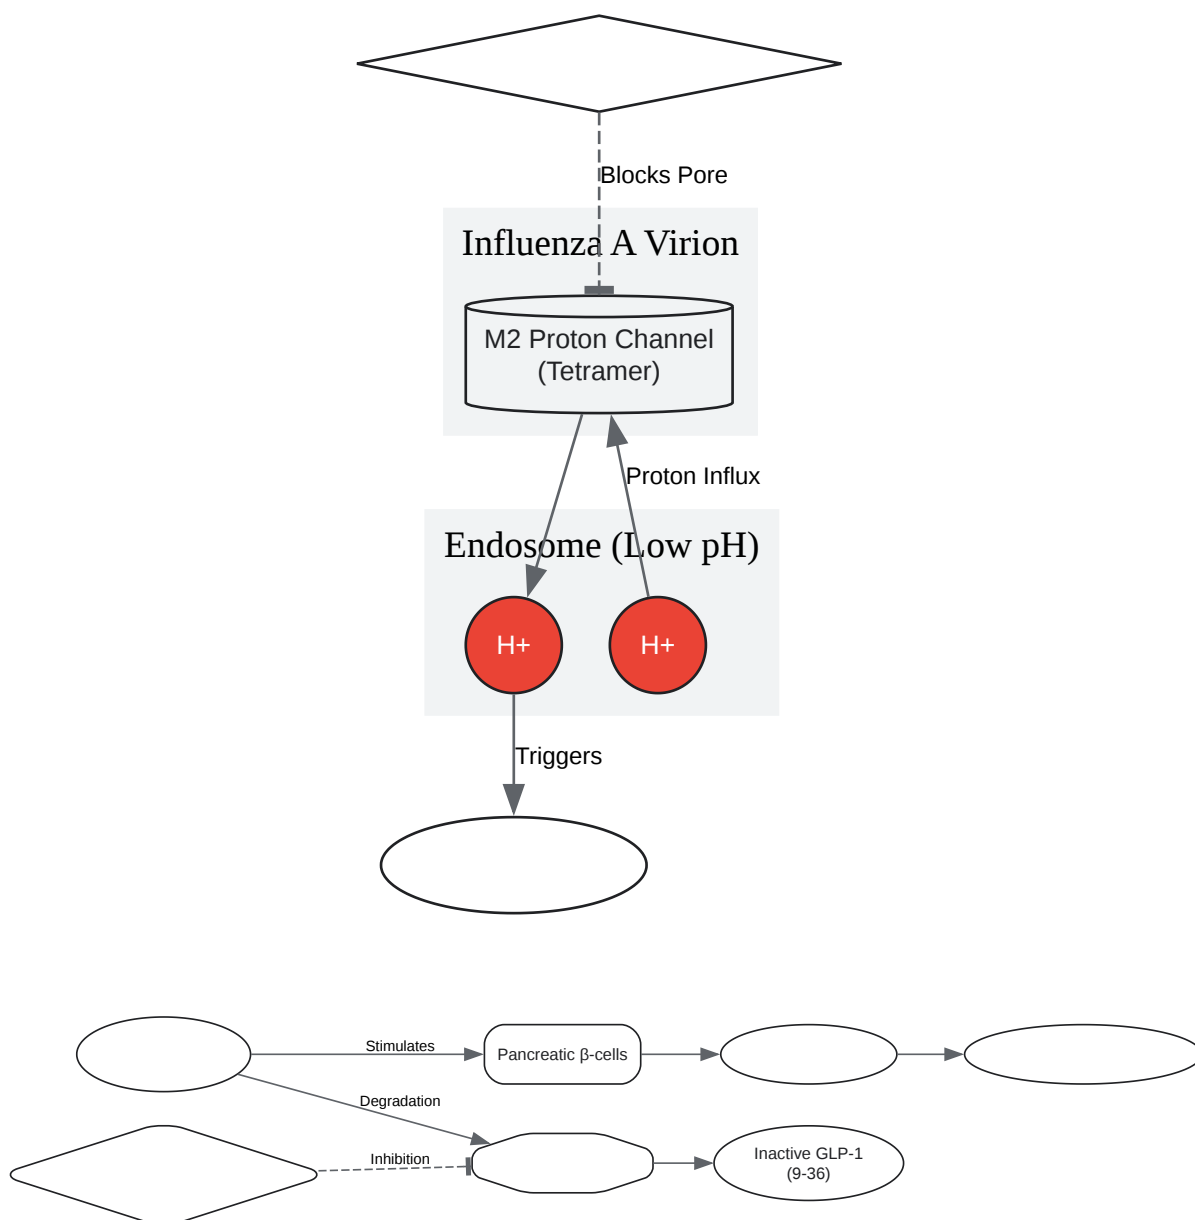 Blocks Pore
Influenza A Virion
M2 Proton Channel
(Tetramer)
Proton Influx
Endosome (Low pH)
H+
H+
Triggers
Stimulates
Pancreatic β-cells
Degradation
Inhibition
Inactive GLP-1
(9-36)